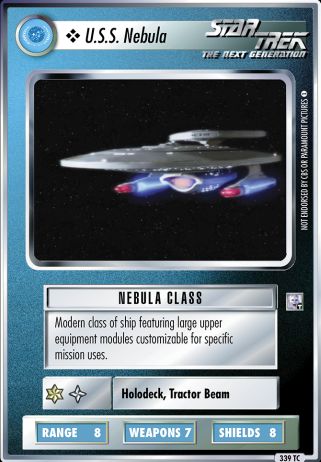 ❖ U.S.S. Nebula
STAR TREK
THE NEXT GENERATION
NOT ENDORSED BY CBS OR PARAMOUNT PICTURES
NEBULA CLASS
Modern class of ship featuring large upper
equipment modules customizable for specific
mission uses.
Holodeck, Tractor Beam
RANGE 8 WEAPONS 7 SHIELDS 8
339 TC